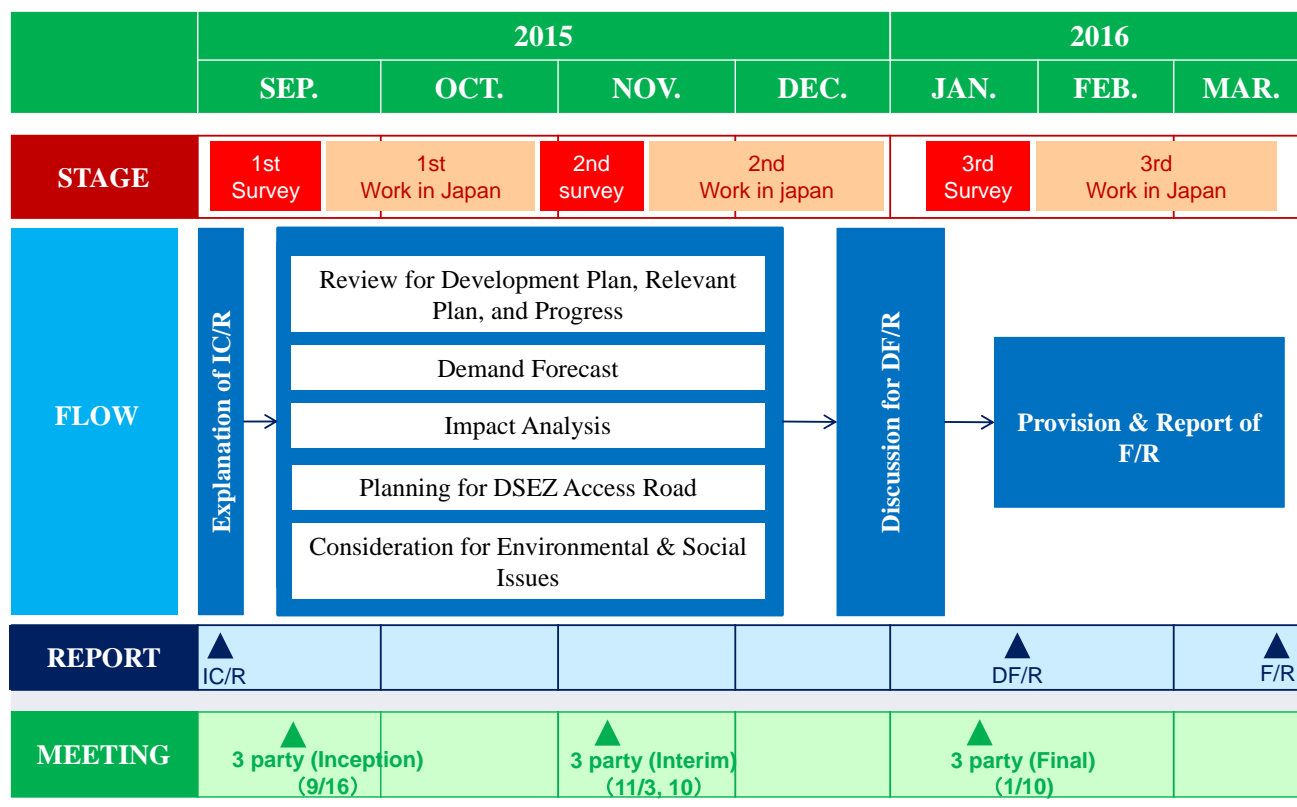 2015
2016
SEP.
OCT.
NOV.
DEC.
JAN.
FEB.
MAR.
STAGE
1st
Survey
1st
Work in Japan
2nd
survey
2nd
Work in japan
3rd
Survey
3rd
Work in Japan
FLOW
Explanation of IC/R
Review for Development Plan, Relevant
Plan, and Progress
Demand Forecast
Impact Analysis
Planning for DSEZ Access Road
Consideration for Environmental & Social
Issues
Discussion for DF/R
Provision & Report of
F/R
REPORT
IC/R
DF/R
F/R
MEETING
3 party (Inception)
（9/16）
3 party (Interim)
（11/3, 10）
3 party (Final)
（1/10)